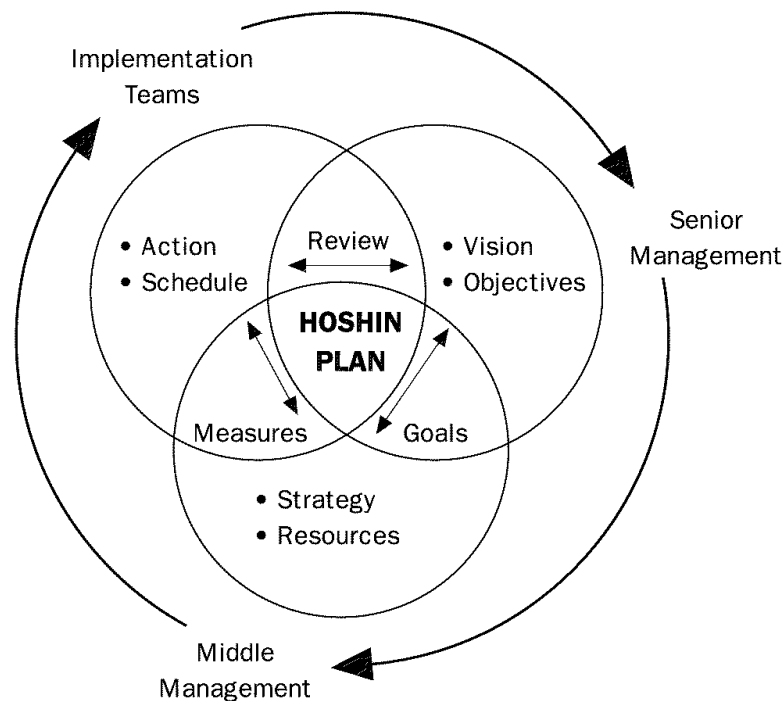 Implementation
Teams
Senior
Management
• Action
• Schedule
Review
• Vision
• Objectives
HOSHIN
PLAN
Measures
Goals
• Strategy
• Resources
Middle
Management